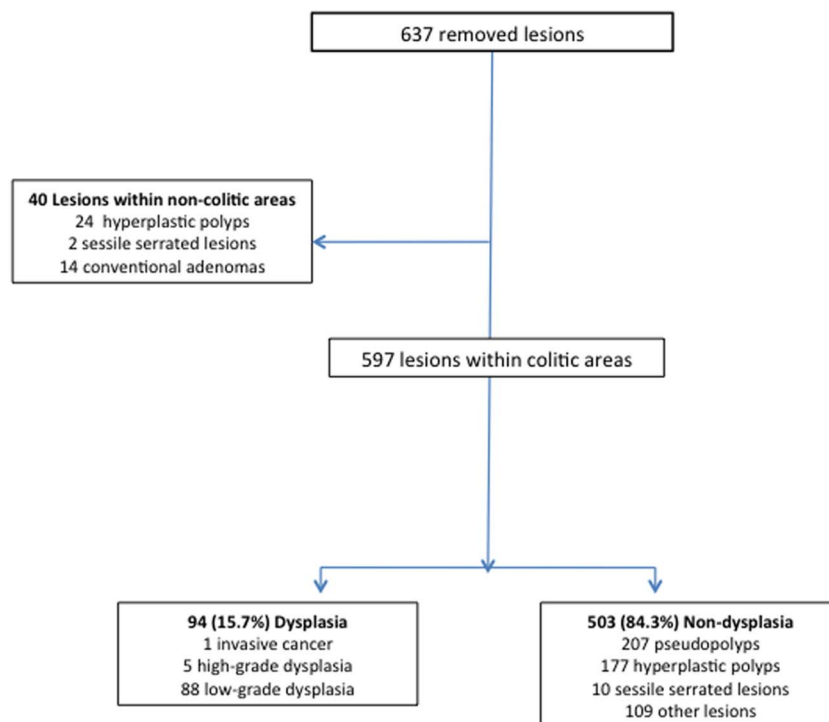 637 removed lesions
40 Lesions within non-colitic areas
24 hyperplastic polyps
2 sessile serrated lesions
14 conventional adenomas
597 lesions within colitic areas
94 (15.7%) Dysplasia
1 invasive cancer
5 high-grade dysplasia
88 low-grade dysplasia
503 (84.3%) Non-dysplasia
207 pseudopolyps
177 hyperplastic polyps
10 sessile serrated lesions
109 other lesions